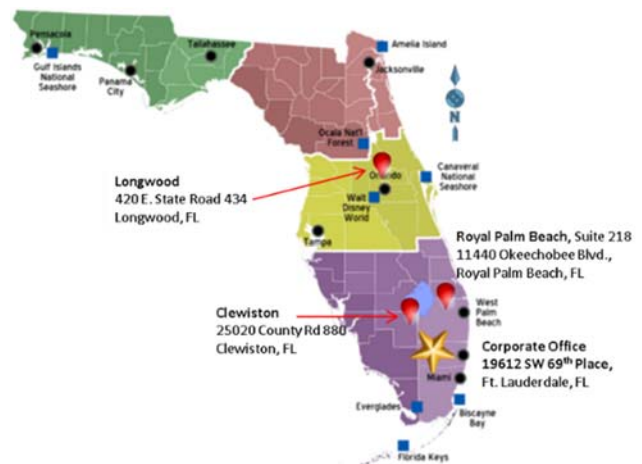 Pensacola
Gulf Islands
National
Seashore
Panama
City
Tallahassee
Amelia Island
Jacksonville
Ocala Nat'l
Forest
Canaveral
National
Seashore
Orlando
Walt
Disney
World
Tampa
Longwood
420 E. State Road 434
Longwood, FL
Royal Palm Beach, Suite 218
11440 Okeechobee Blvd.,
Royal Palm Beach, FL
West
Palm
Beach
Clewiston
25020 County Rd 880
Clewiston, FL
Corporate Office
19612 SW 69th Place,
Ft. Lauderdale, FL
Miami
Everglades
Biscayne
Bay
Florida Keys